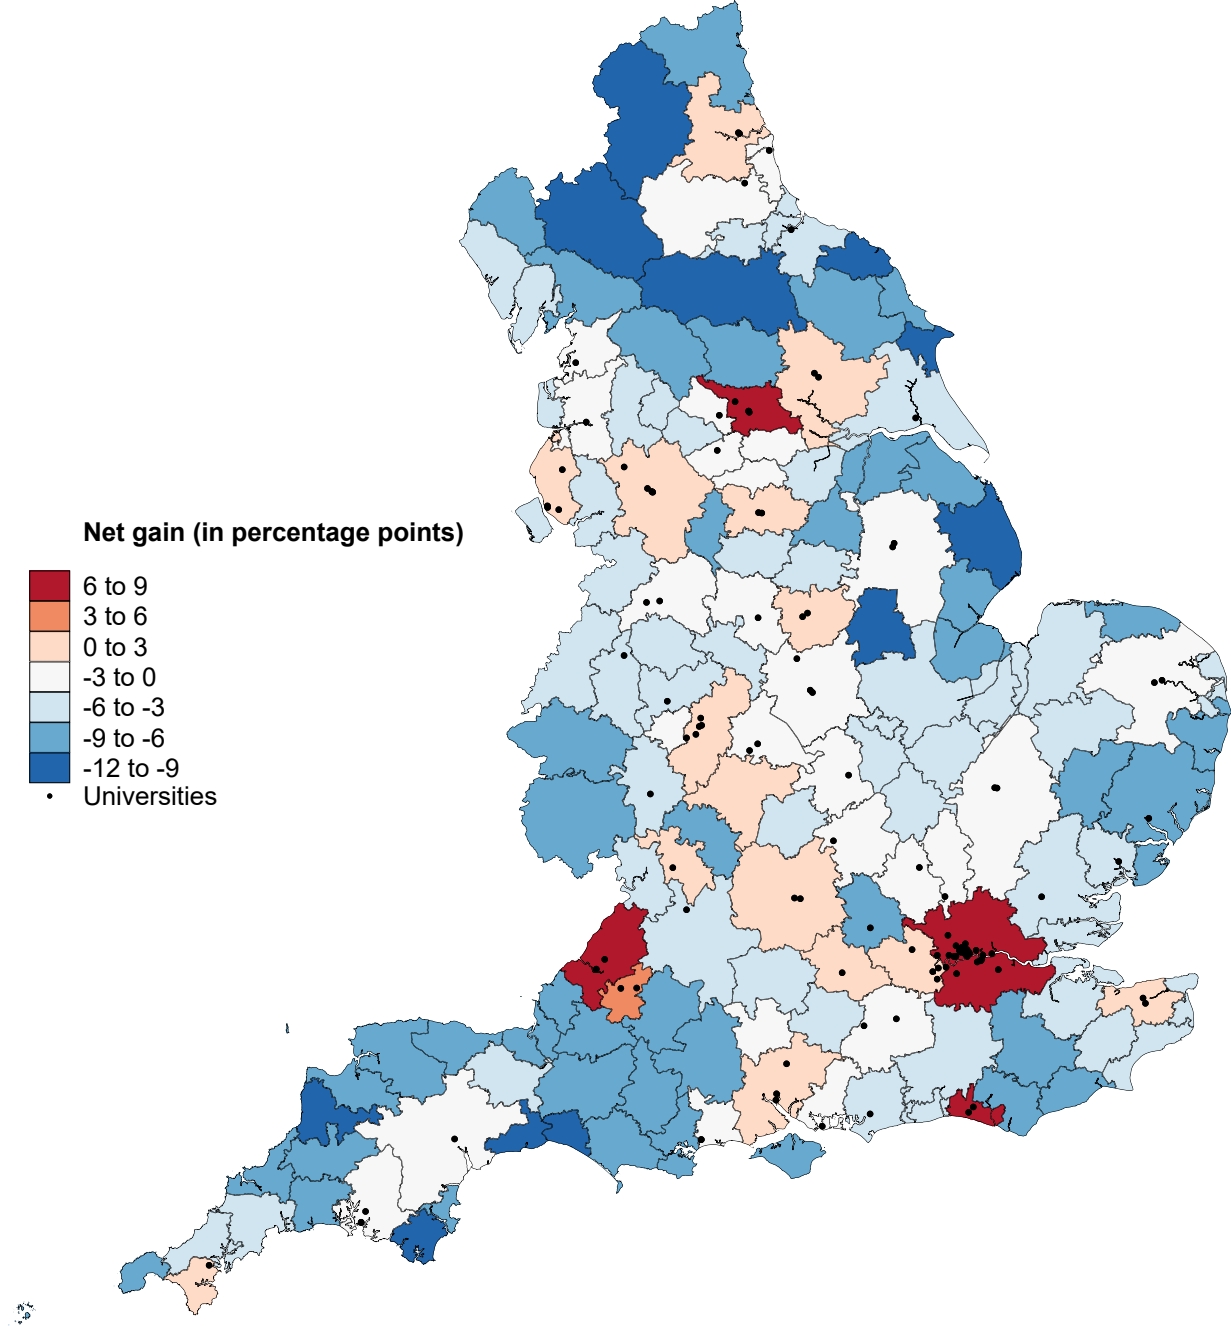 Net gain (in percentage points)
6 to 9
3 to 6
0 to 3
-3 to 0
-6 to -3
-9 to -6
-12 to -9
Universities